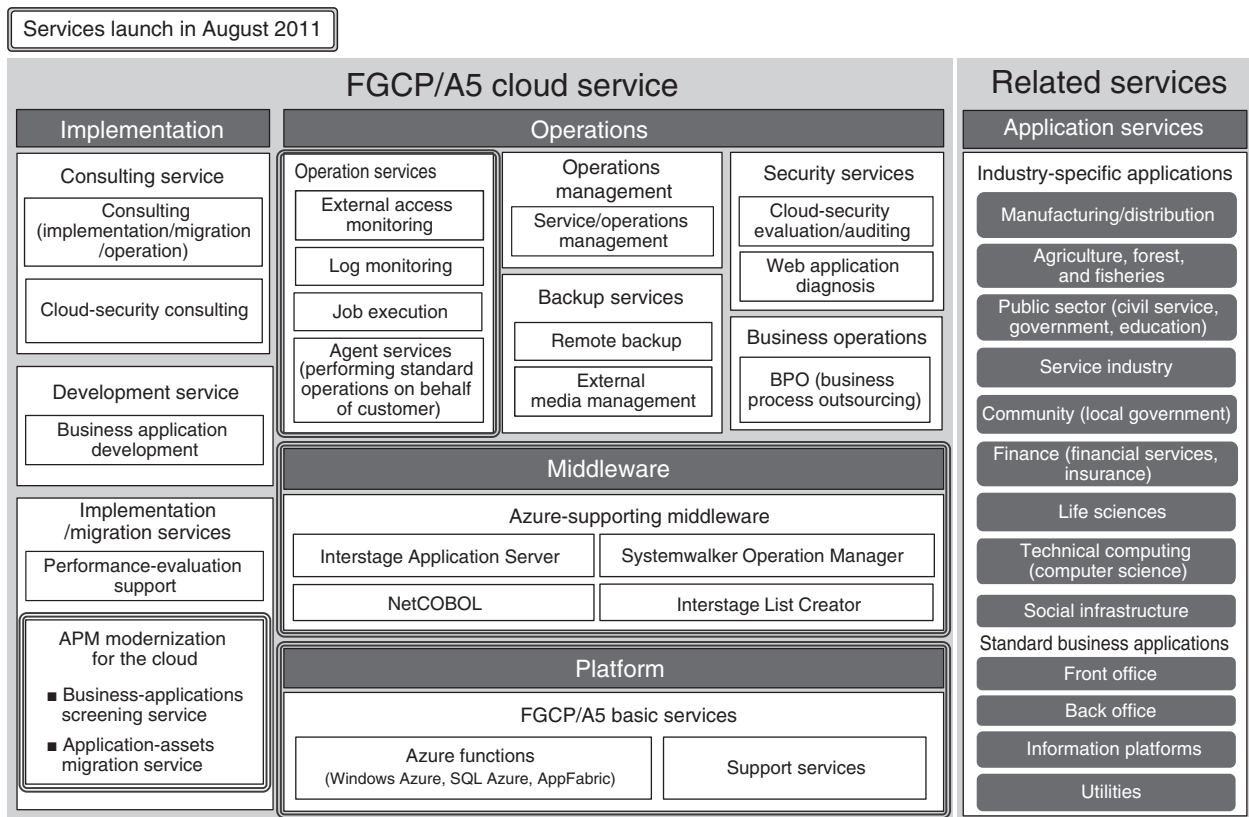 Services launch in August 2011
FGCP/A5 cloud service
Implementation
Consulting service
Consulting
(implementation/migration
/operation)
Cloud-security consulting
Development service
Business application
development
Implementation
/migration services
Performance-evaluation
support
APM modernization
for the cloud
■ Business-applications
screening service
■ Application-assets
migration service
Operations
Operation services
External access
monitoring
Log monitoring
Job execution
Agent services
(performing standard
operations on behalf
of customer)
Operations
management
Service/operations
management
Backup services
Remote backup
External
media management
Security services
Cloud-security
evaluation/auditing
Web application
diagnosis
Business operations
BPO (business
process outsourcing)
Middleware
Azure-supporting middleware
Interstage Application Server
Systemwalker Operation Manager
NetCOBOL
Interstage List Creator
Platform
FGCP/A5 basic services
Azure functions
(Windows Azure, SQL Azure, AppFabric)
Support services
Related services
Application services
Industry-specific applications
Manufacturing/distribution
Agriculture, forest,
and fisheries
Public sector (civil service,
government, education)
Service industry
Community (local government)
Finance (financial services,
insurance)
Life sciences
Technical computing
(computer science)
Social infrastructure
Standard business applications
Front office
Back office
Information platforms
Utilities